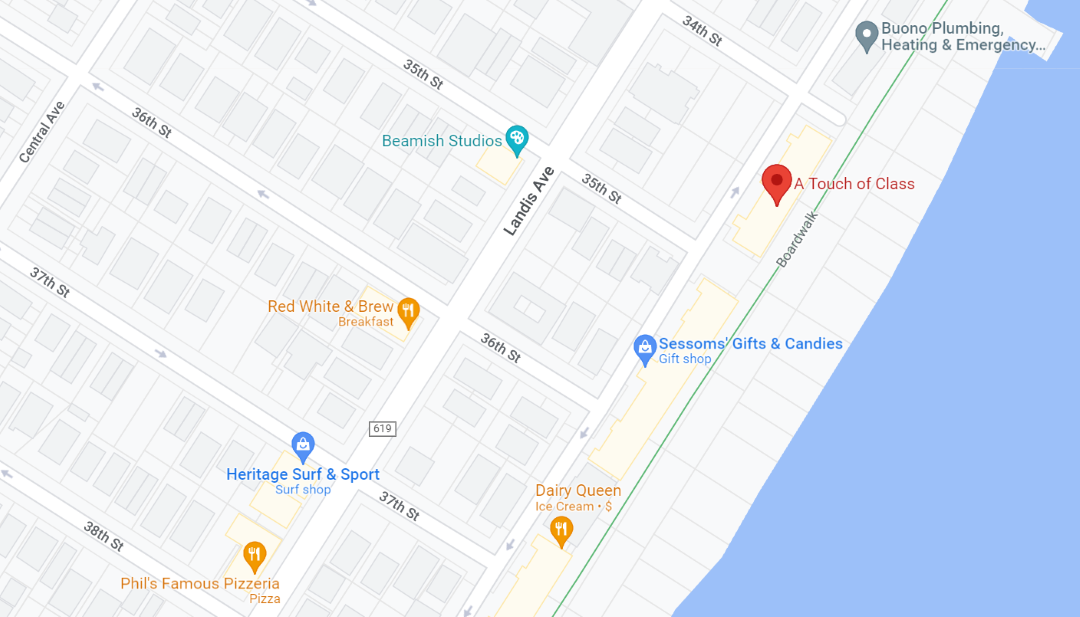 34th St
Buono Plumbing,
Heating & Emergency...
35th St
Central Ave
36th St
Beamish Studios
Landis Ave
35th St
A Touch of Class
Boardwalk
37th St
Red White & Brew
Breakfast
36th St
Sessoms' Gifts & Candies
Gift shop
619
Heritage Surf & Sport
Surf shop
37th St
Dairy Queen
Ice Cream • $
38th St
Phil's Famous Pizzeria
Pizza